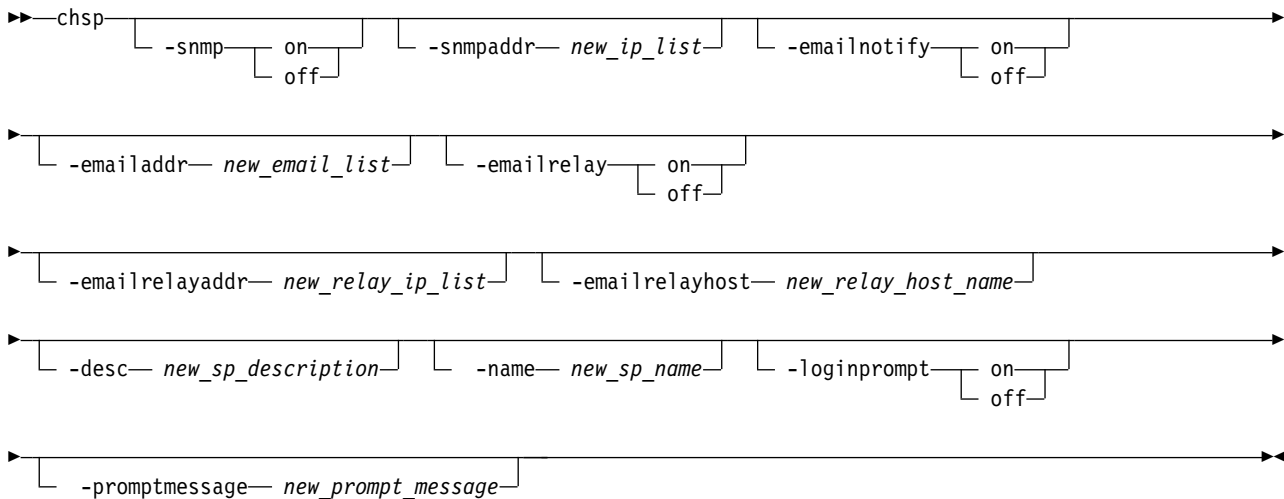 chsp -snmp on -snmpaddr new_ip_list -emailnotify on
off off
-emailaddr new_email_list -emailrelay on
off
-emailrelayaddr new_relay_ip_list -emailrelayhost new_relay_host_name
-desc new_sp_description -name new_sp_name -loginprompt on
off
-promptmessage new_prompt_message